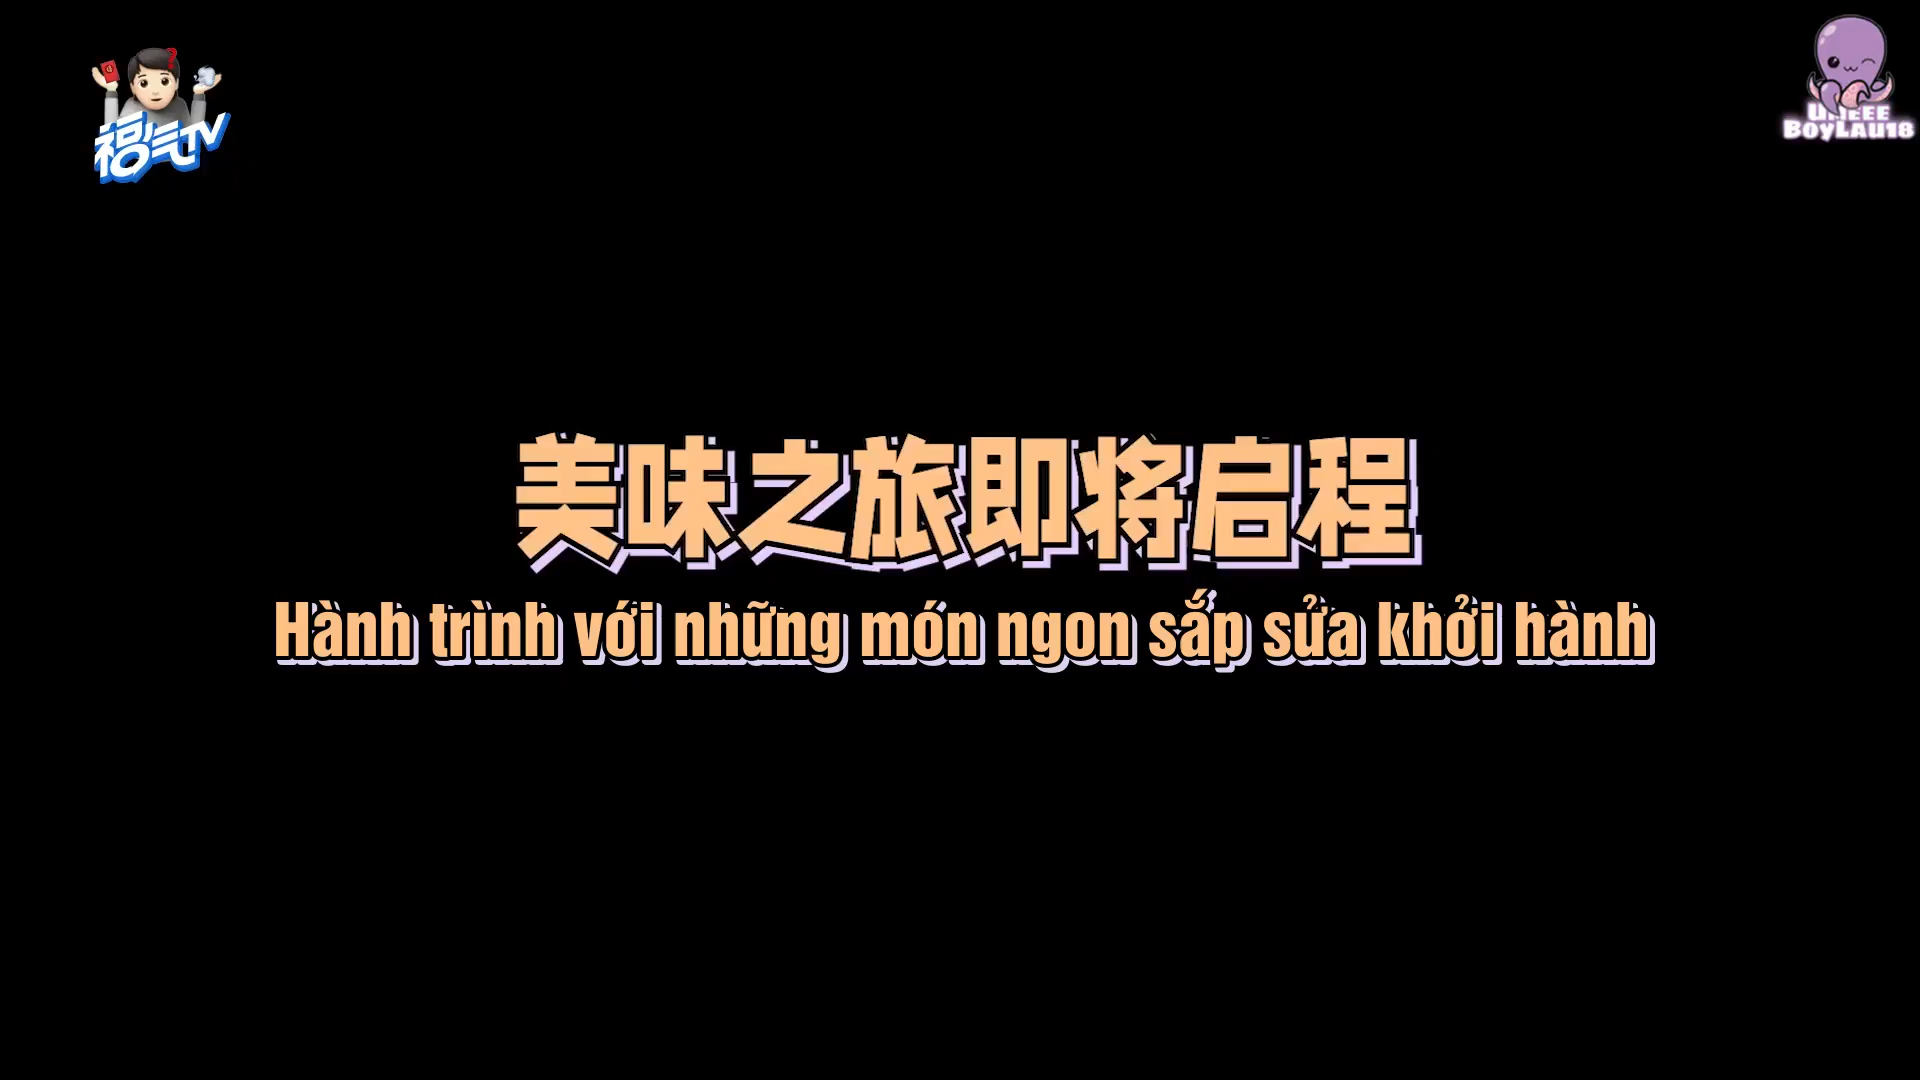 福气TV
BoyLAU18
美味之旅即将启程
Hành trình với những món ngon sắp sửa khởi hành